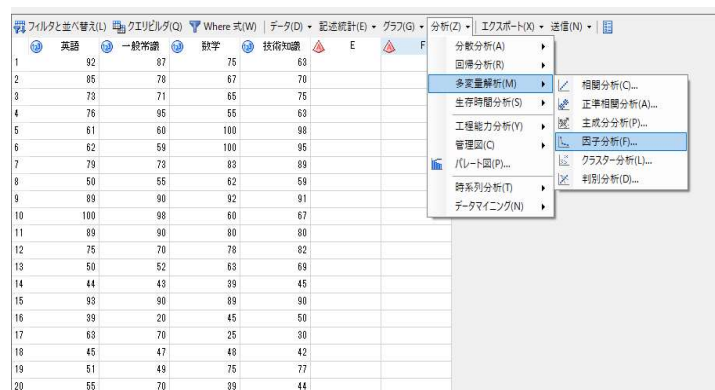 フィルタと並べ替え(L) クエリビルダ(Q) Where 式(W) データ(D) 記述統計(E) グラフ(G) 分析(Z) エクスポート(X) 送信(N)
英語 一般常識 数学 技術知識 E F
1 92 87 75 63
2 85 78 67 70
3 73 71 65 75
4 76 95 55 63
5 61 60 100 98
6 62 59 100 95
7 79 73 83 89
8 50 55 62 59
9 89 90 92 91
10 100 98 60 67
11 89 90 80 80
12 75 70 78 82
13 50 52 63 69
14 44 43 39 45
15 93 90 89 90
16 39 20 45 50
17 63 70 25 30
18 45 47 48 42
19 51 49 75 77
20 55 70 39 44
分散分析(A)
回帰分析(R)
多変量解析(M)
生存時間分析(S)
工程能力分析(Y)
管理図(C)
パレート図(P)...
時系列分析(T)
データマイニング(N)
相関分析(C)...
正準相関分析(A)...
主成分分析(P)...
因子分析(F)...
クラスター分析(L)...
判別分析(D)...